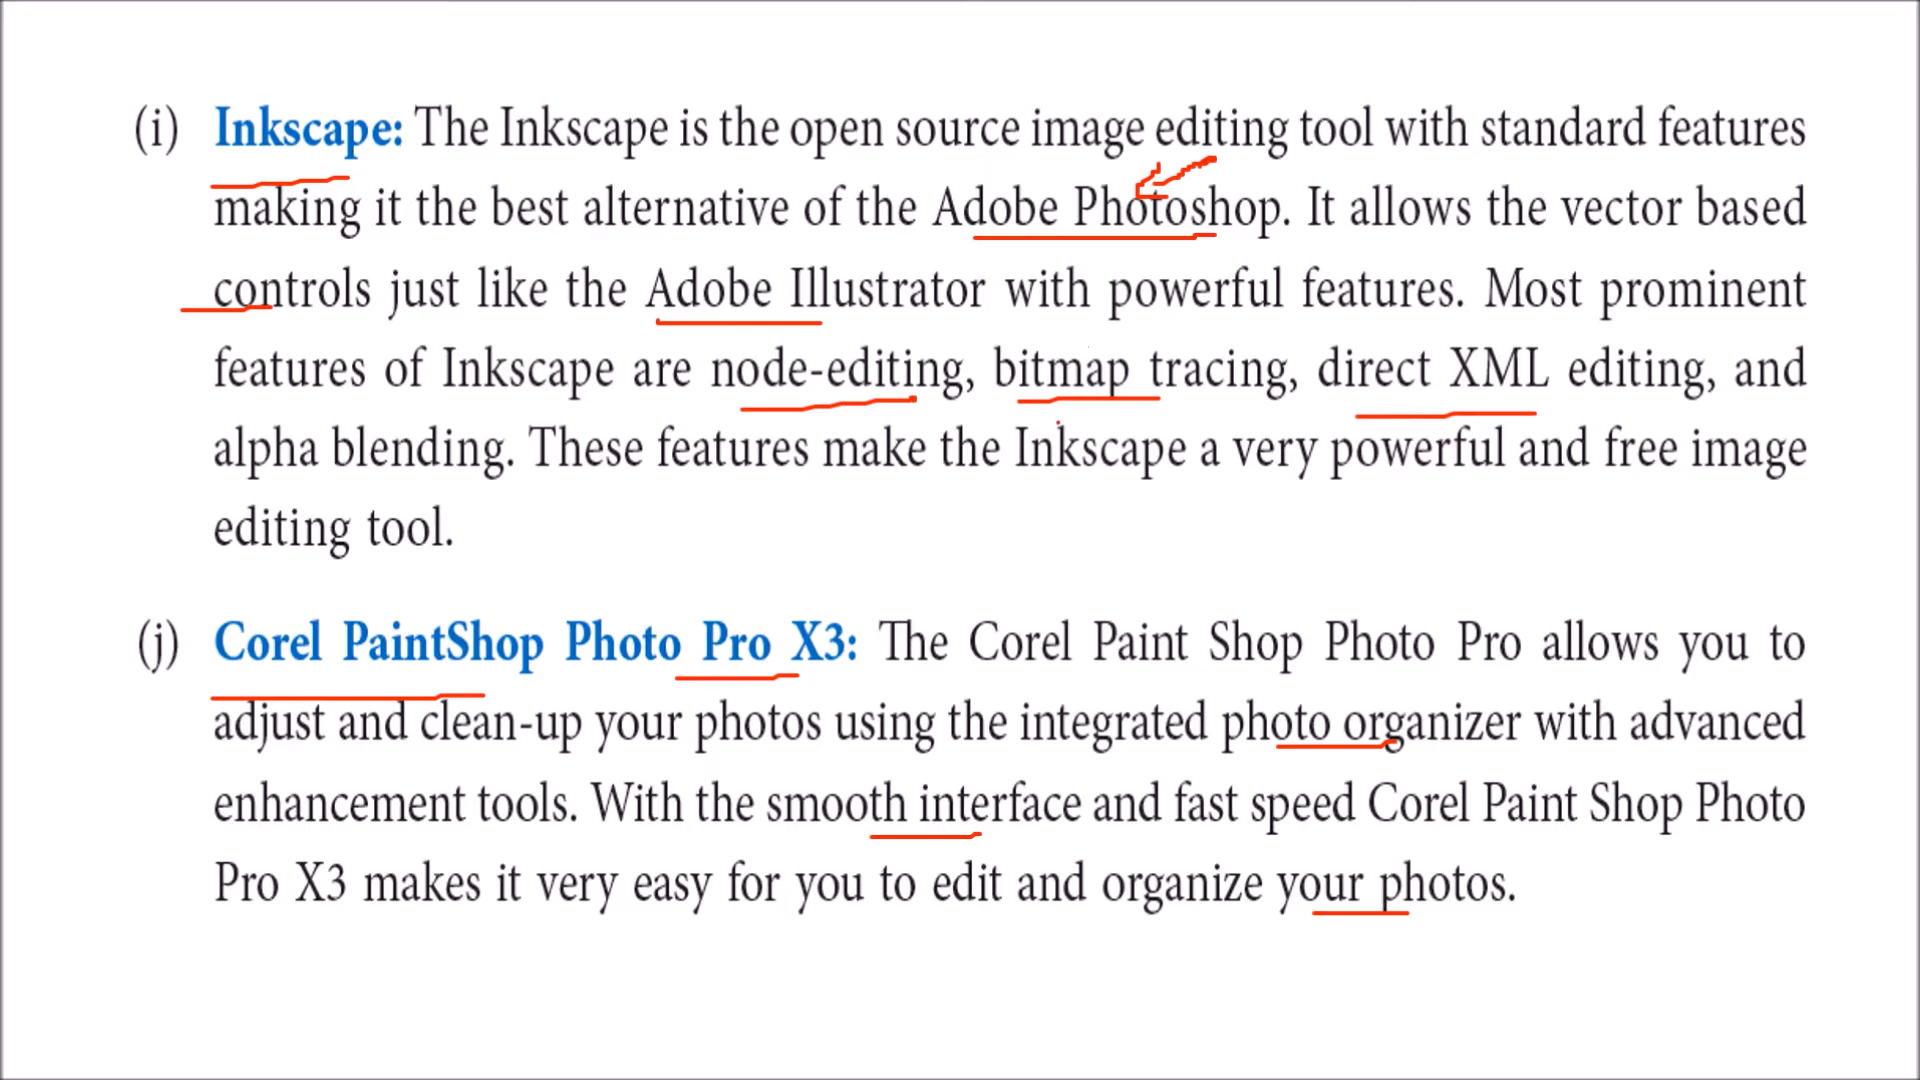 (i) Inkscape: The Inkscape is the open source image editing tool with standard features
making it the best alternative of the Adobe Photoshop. It allows the vector based
controls just like the Adobe Illustrator with powerful features. Most prominent
features of Inkscape are node-editing, bitmap tracing, direct XML editing, and
alpha blending. These features make the Inkscape a very powerful and free image
editing tool.
(j) Corel PaintShop Photo Pro X3: The Corel Paint Shop Photo Pro allows you to
adjust and clean-up your photos using the integrated photo organizer with advanced
enhancement tools. With the smooth interface and fast speed Corel Paint Shop Photo
Pro X3 makes it very easy for you to edit and organize your photos.